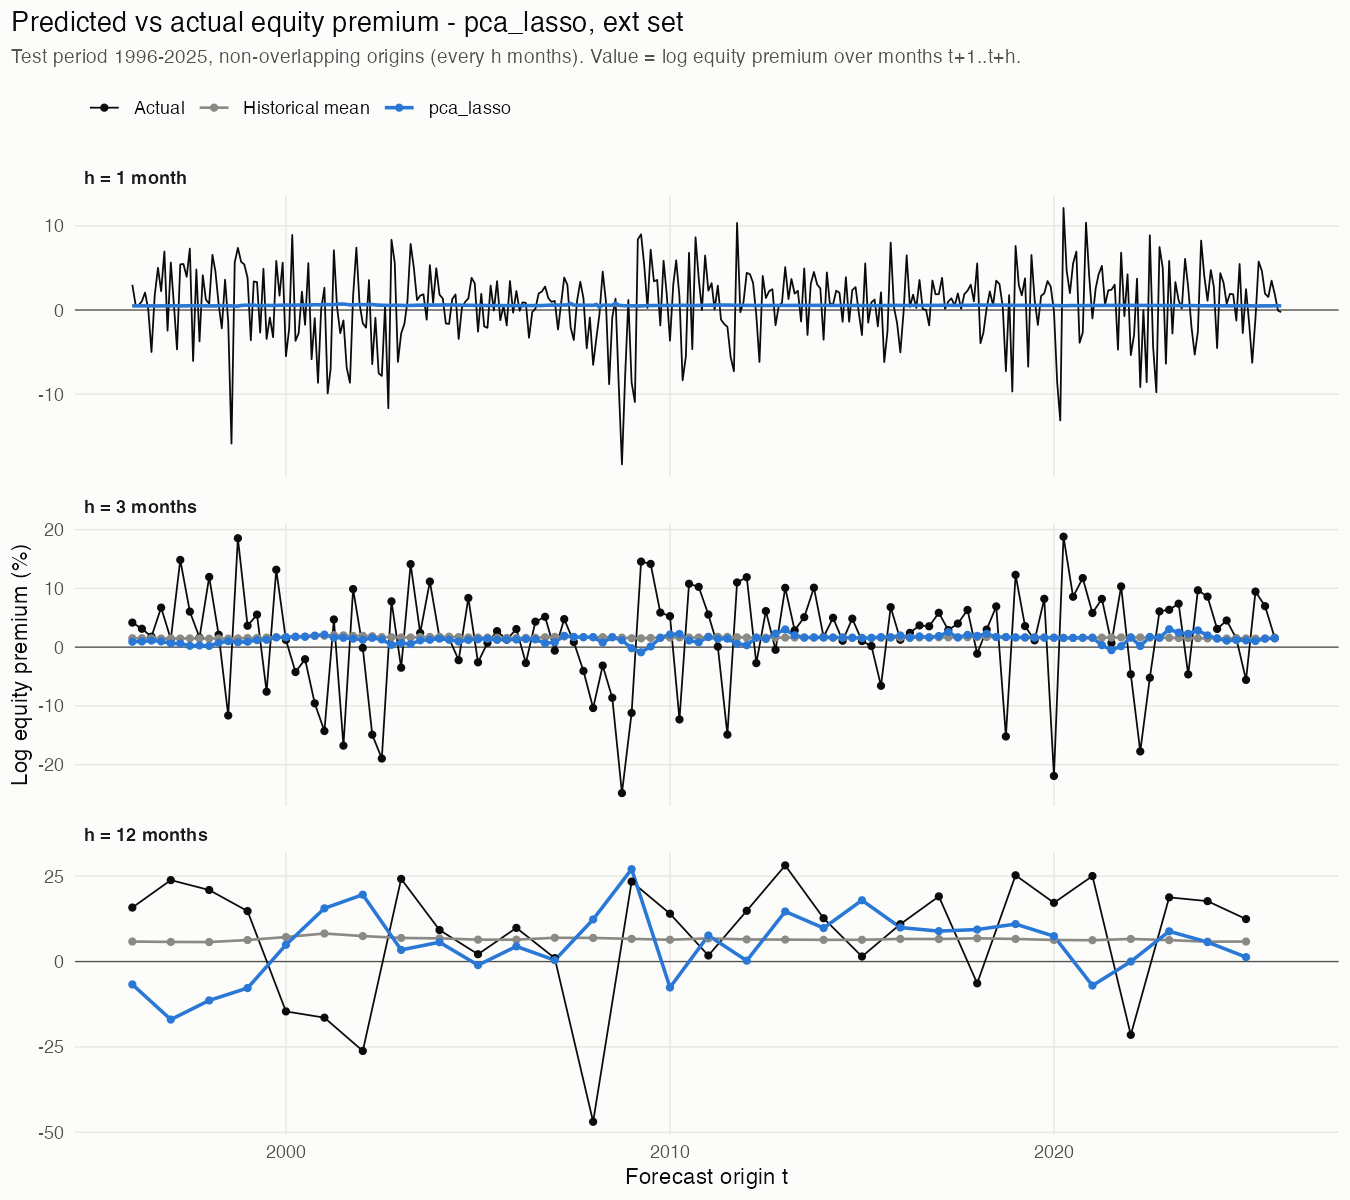 Predicted vs actual equity premium - pca_lasso, ext set
Test period 1996-2025, non-overlapping origins (every h months). Value = log equity premium over months t+1..t+h.
Actual Historical mean pca_lasso
h = 1 month
10
0
-10
h = 3 months
20
10
0
-10
-20
Log equity premium (%)
h = 12 months
25
0
-25
-50
2000 2010 2020
Forecast origin t